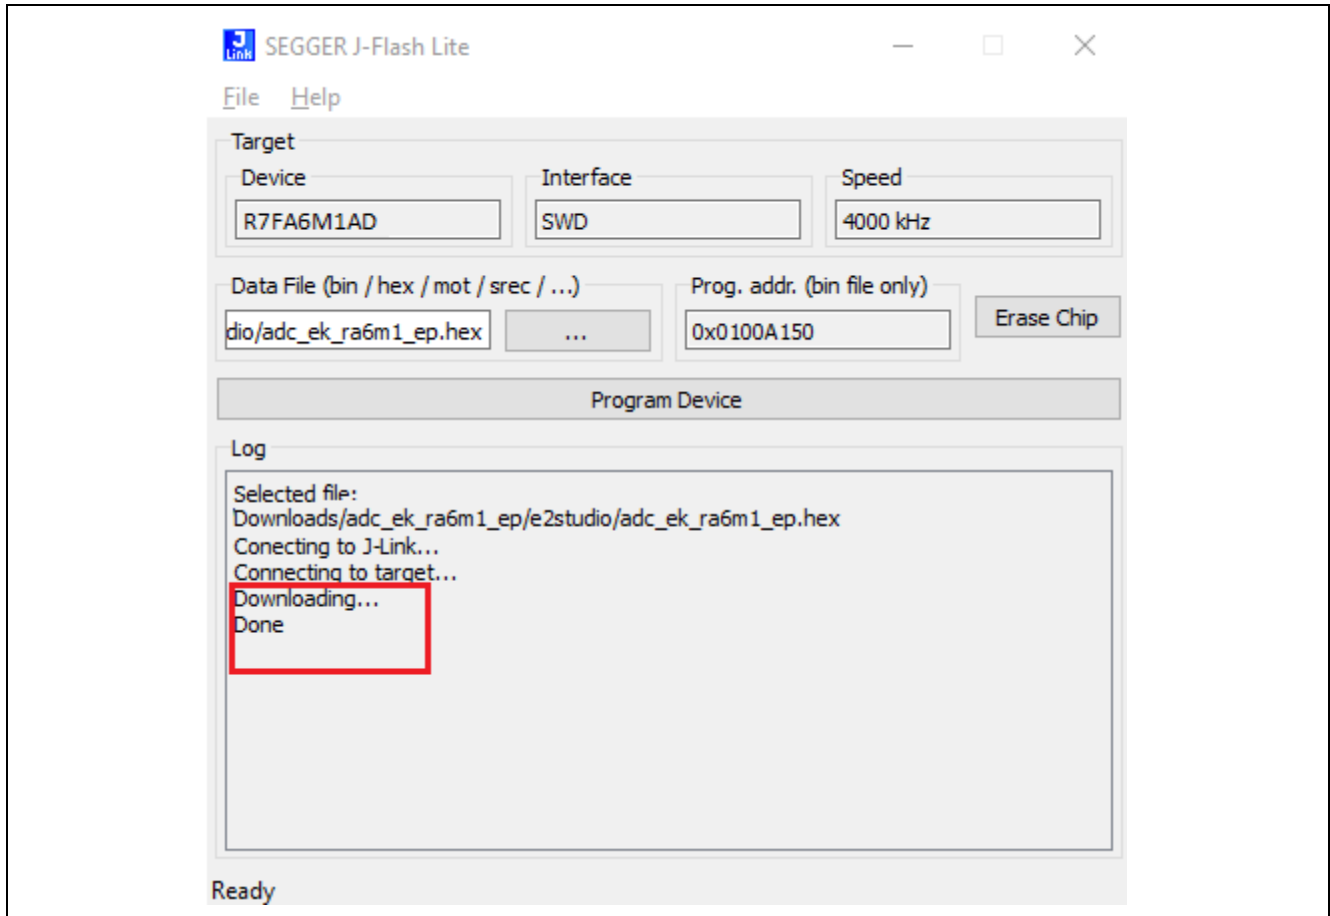 J
Link
SEGGER J-Flash Lite
File Help
Target
Device
Interface
Speed
R7FA6M1AD
SWD
4000 kHz
Data File (bin / hex / mot / srec / ...)
Prog. addr. (bin file only)
dio/adc_ek_ra6m1_ep.hex
...
0x0100A150
Erase Chip
Program Device
Log
Selected file:
Downloads/adc_ek_ra6m1_ep/e2studio/adc_ek_ra6m1_ep.hex
Conecting to J-Link...
Connecting to target...
Downloading...
Done
Ready